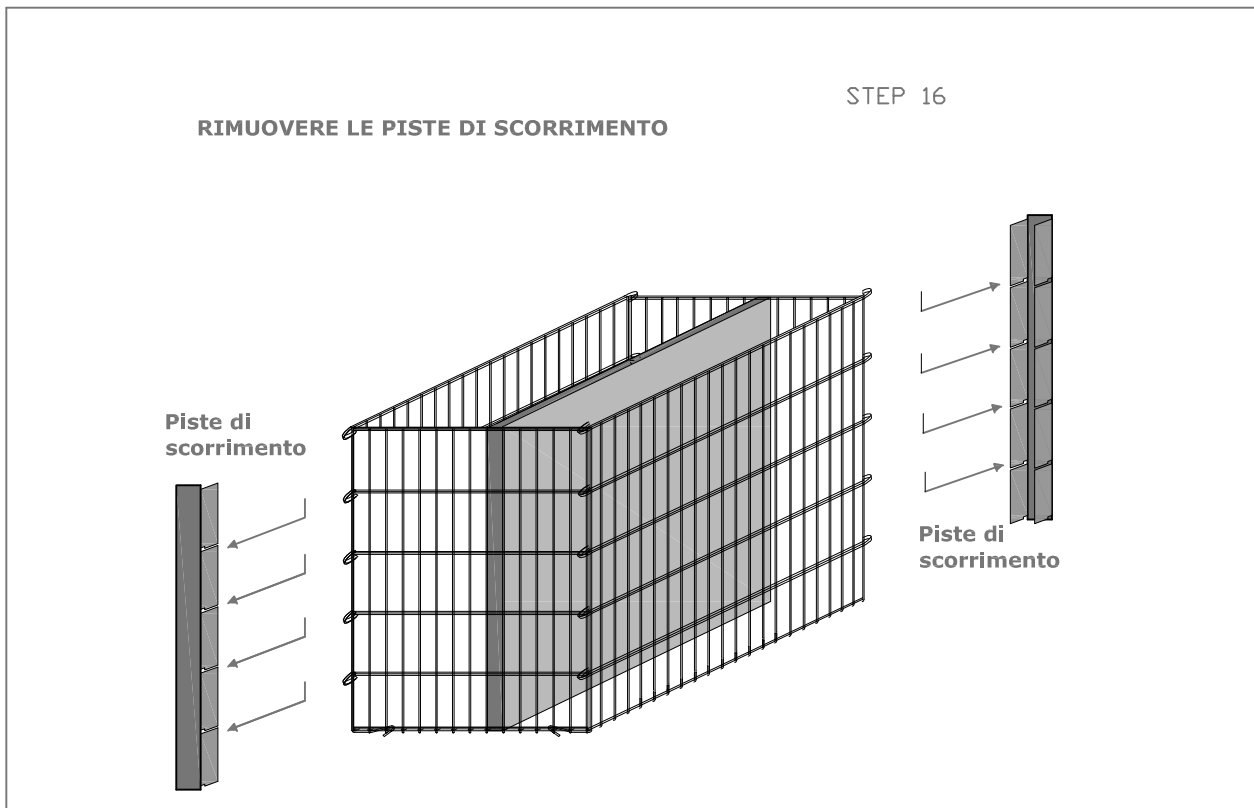 STEP 16
RIMUOVERE LE PISTE DI SCORRIMENTO
Piste di
scorrimento
Piste di
scorrimento